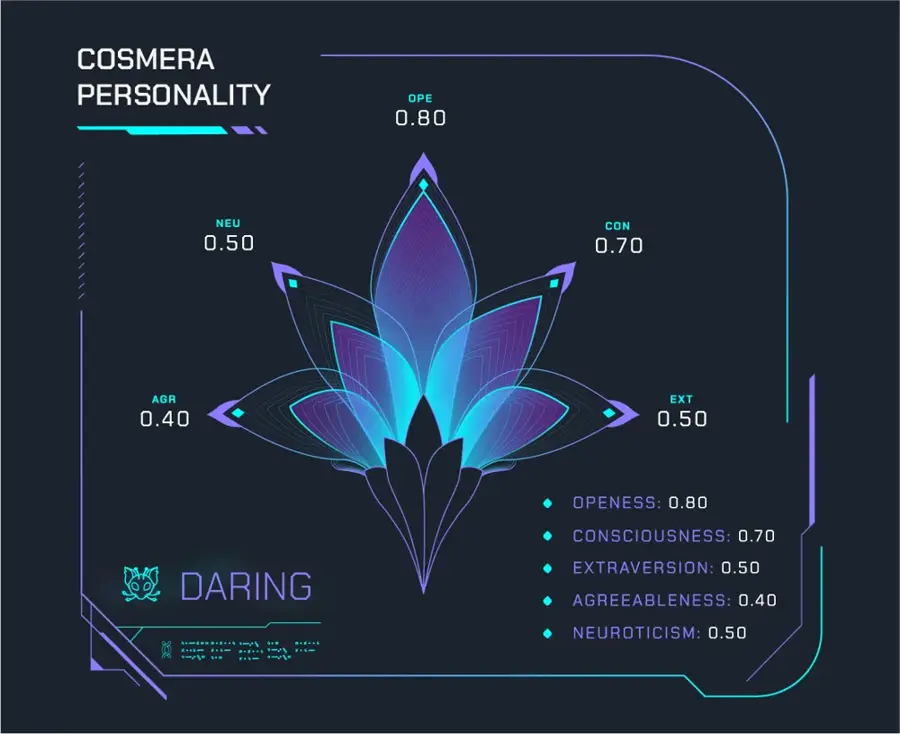 COSMERA
PERSONALITY
OPE
0.80
NEU
0.50
CON
0.70
AGR
0.40
EXT
0.50
OPENESS: 0.80
CONSCIOUSNESS: 0.70
EXTRAVERSION: 0.50
AGREEABLENESS: 0.40
NEUROTICISM: 0.50
DARING